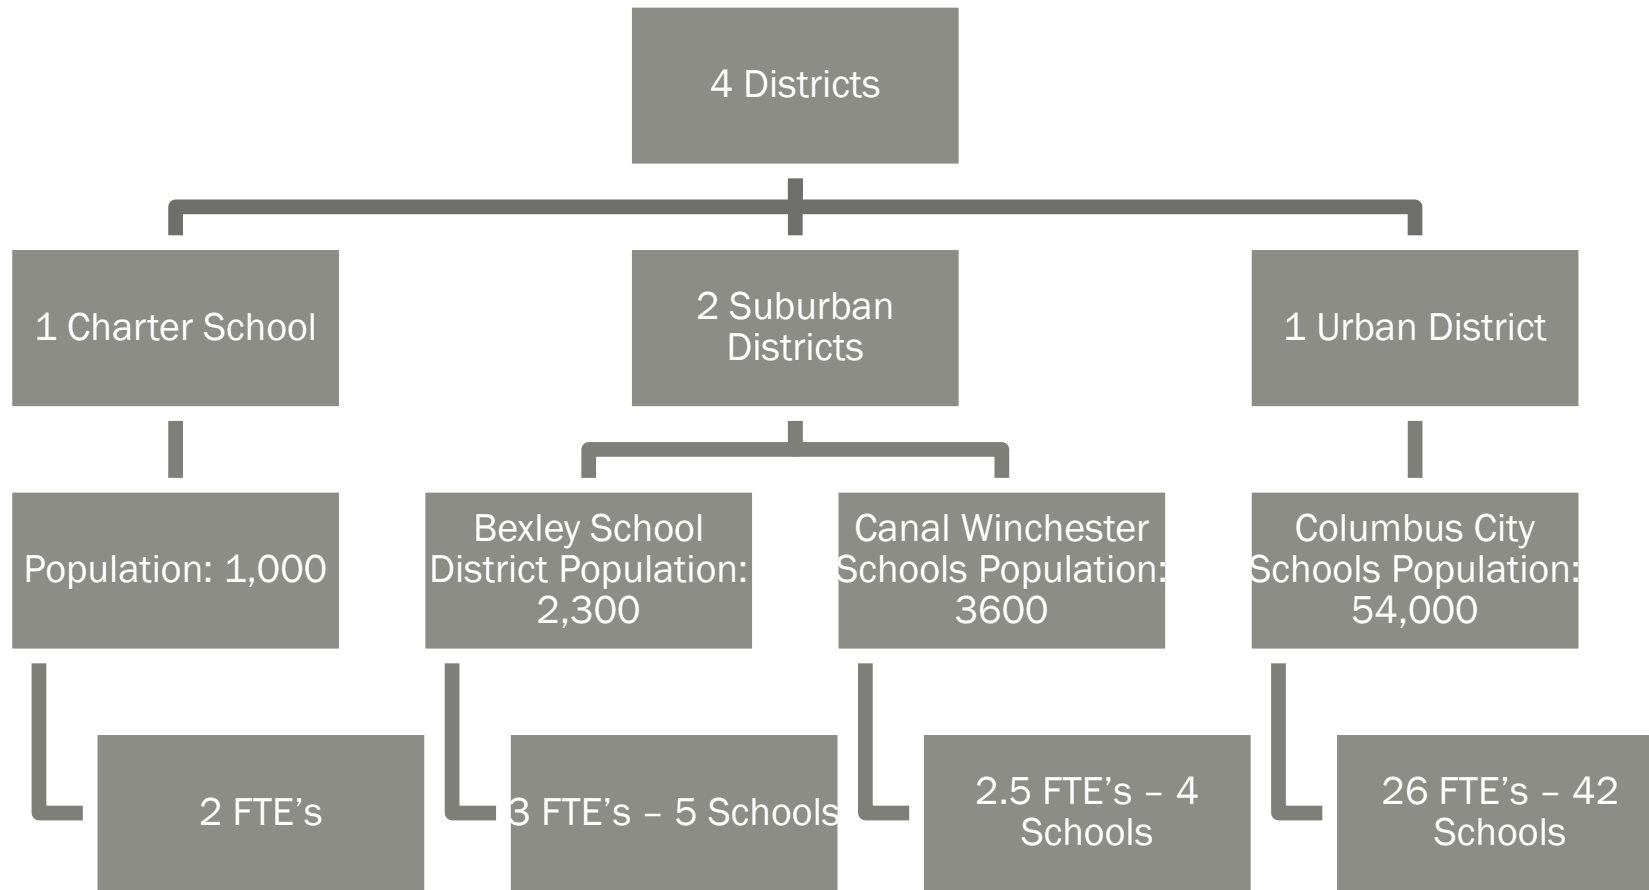 4 Districts
1 Charter School
2 Suburban
Districts
1 Urban District
Population: 1,000
Bexley School
District Population:
2,300
Canal Winchester
Schools Population:
3600
Columbus City
Schools Population:
54,000
2 FTE’s
3 FTE’s – 5 Schools
2.5 FTE’s – 4
Schools
26 FTE’s – 42
Schools